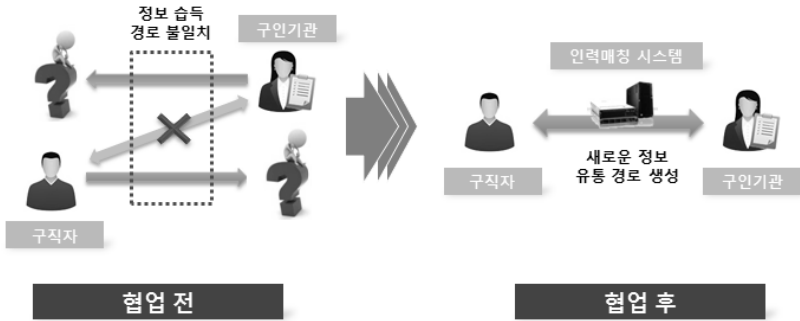 정보 습득
경로 불일치
구인기관
구직자
협업 전
인력매칭 시스템
새로운 정보
유통 경로 생성
구직자
구인기관
협업 후